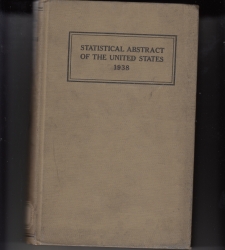 STATISTICAL ABSTRACT
OF THE UNITED STATES
1938